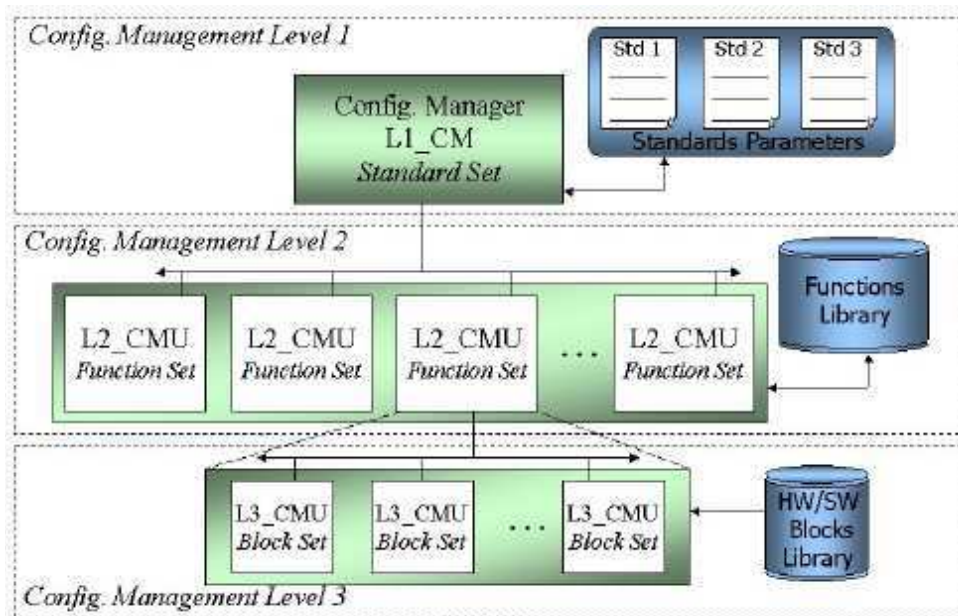 Config. Management Level 1
Std 1
Std 2
Std 3
Standards Parameters
Config. Manager
L1_CM
Standard Set
Config. Management Level 2
Functions
Library
L2_CMU
Function Set
L2_CMU
Function Set
L2_CMU
Function Set
...
L2_CMU
Function Set
L3_CMU
Block Set
L3_CMU
Block Set
...
L3_CMU
Block Set
HW/SW
Blocks
Library
Config. Management Level 3